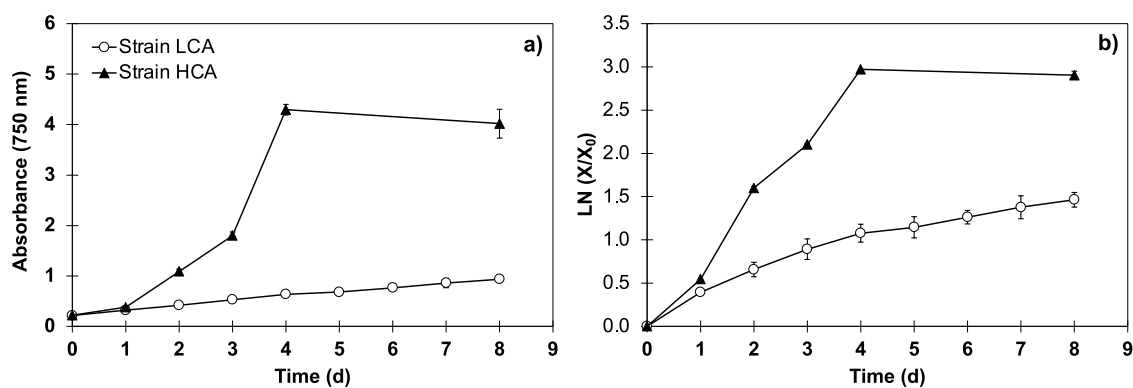 a)
Strain LCA
Strain HCA
Absorbance (750 nm)
6
5
4
3
2
1
0
0 1 2 3 4 5 6 7 8 9
Time (d)
b)
LN (X/X₀)
3.5
3.0
2.5
2.0
1.5
1.0
0.5
0.0
0 1 2 3 4 5 6 7 8 9
Time (d)